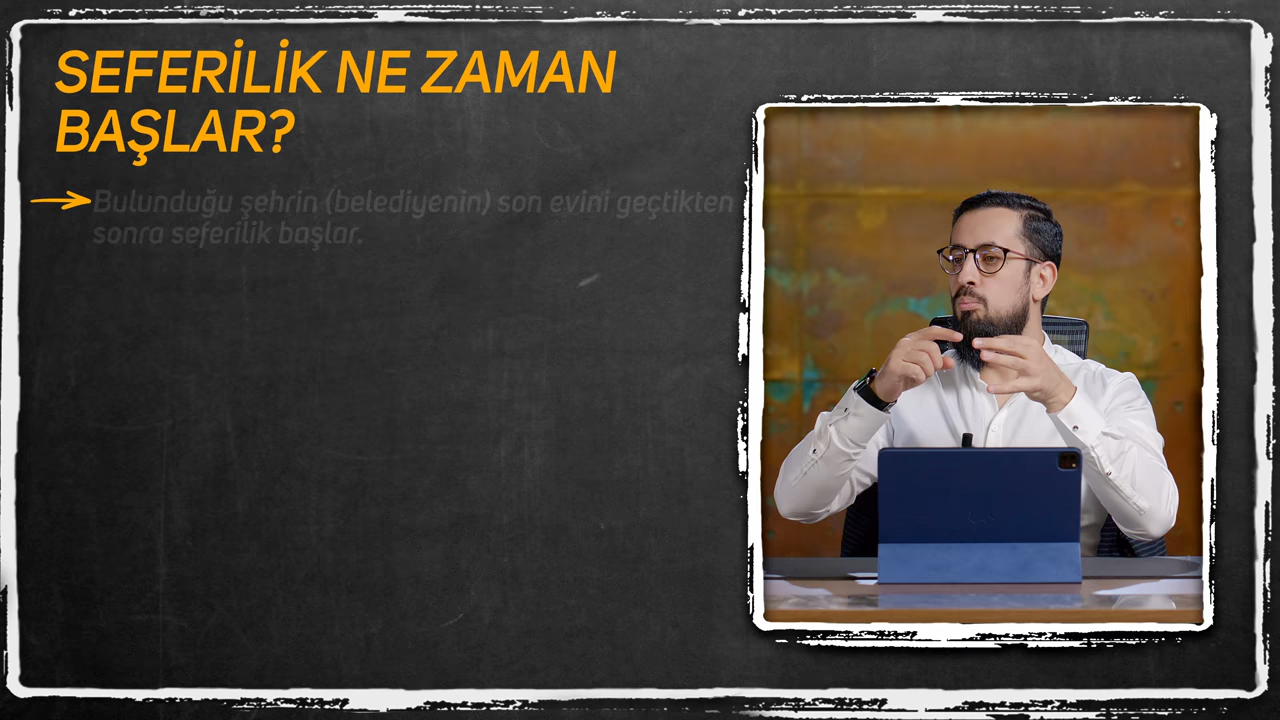 SEFERİLİK NE ZAMAN
BAŞLAR?
Bulunduğu şehrin (belediyenin) son evini geçtikten
sonra seferilik başlar.